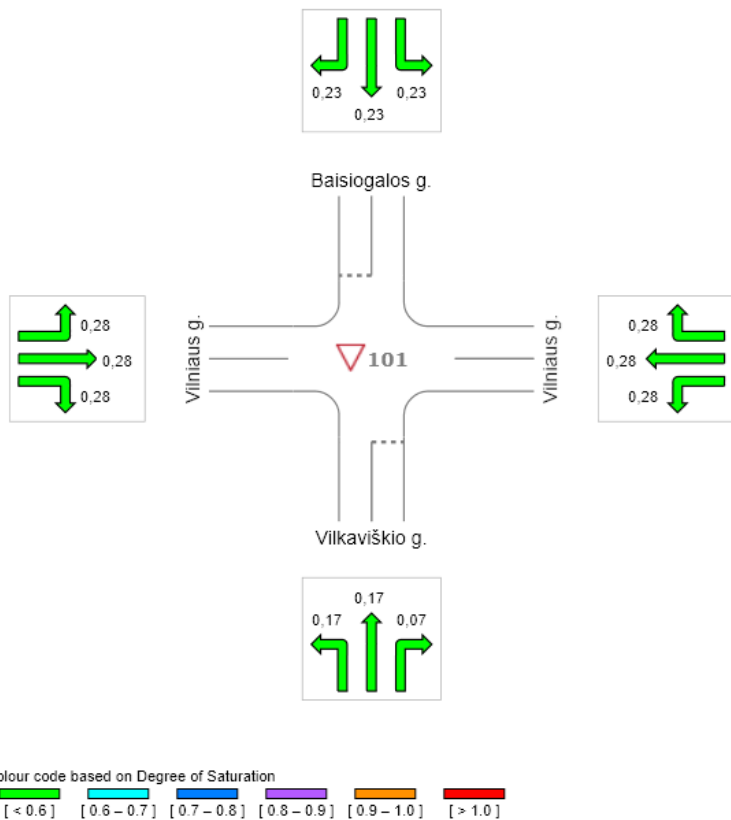 0,23 0,23
0,23
Baisiogalos g.
0,28
0,28
0,28
Vilniaus g.
101
Vilniaus g.
0,28
0,28
0,28
Vilkaviškio g.
0,17
0,17 0,07
olour code based on Degree of Saturation
[ < 0.6 ] [ 0.6 – 0.7 ] [ 0.7 – 0.8 ] [ 0.8 – 0.9 ] [ 0.9 – 1.0 ] [ > 1.0 ]